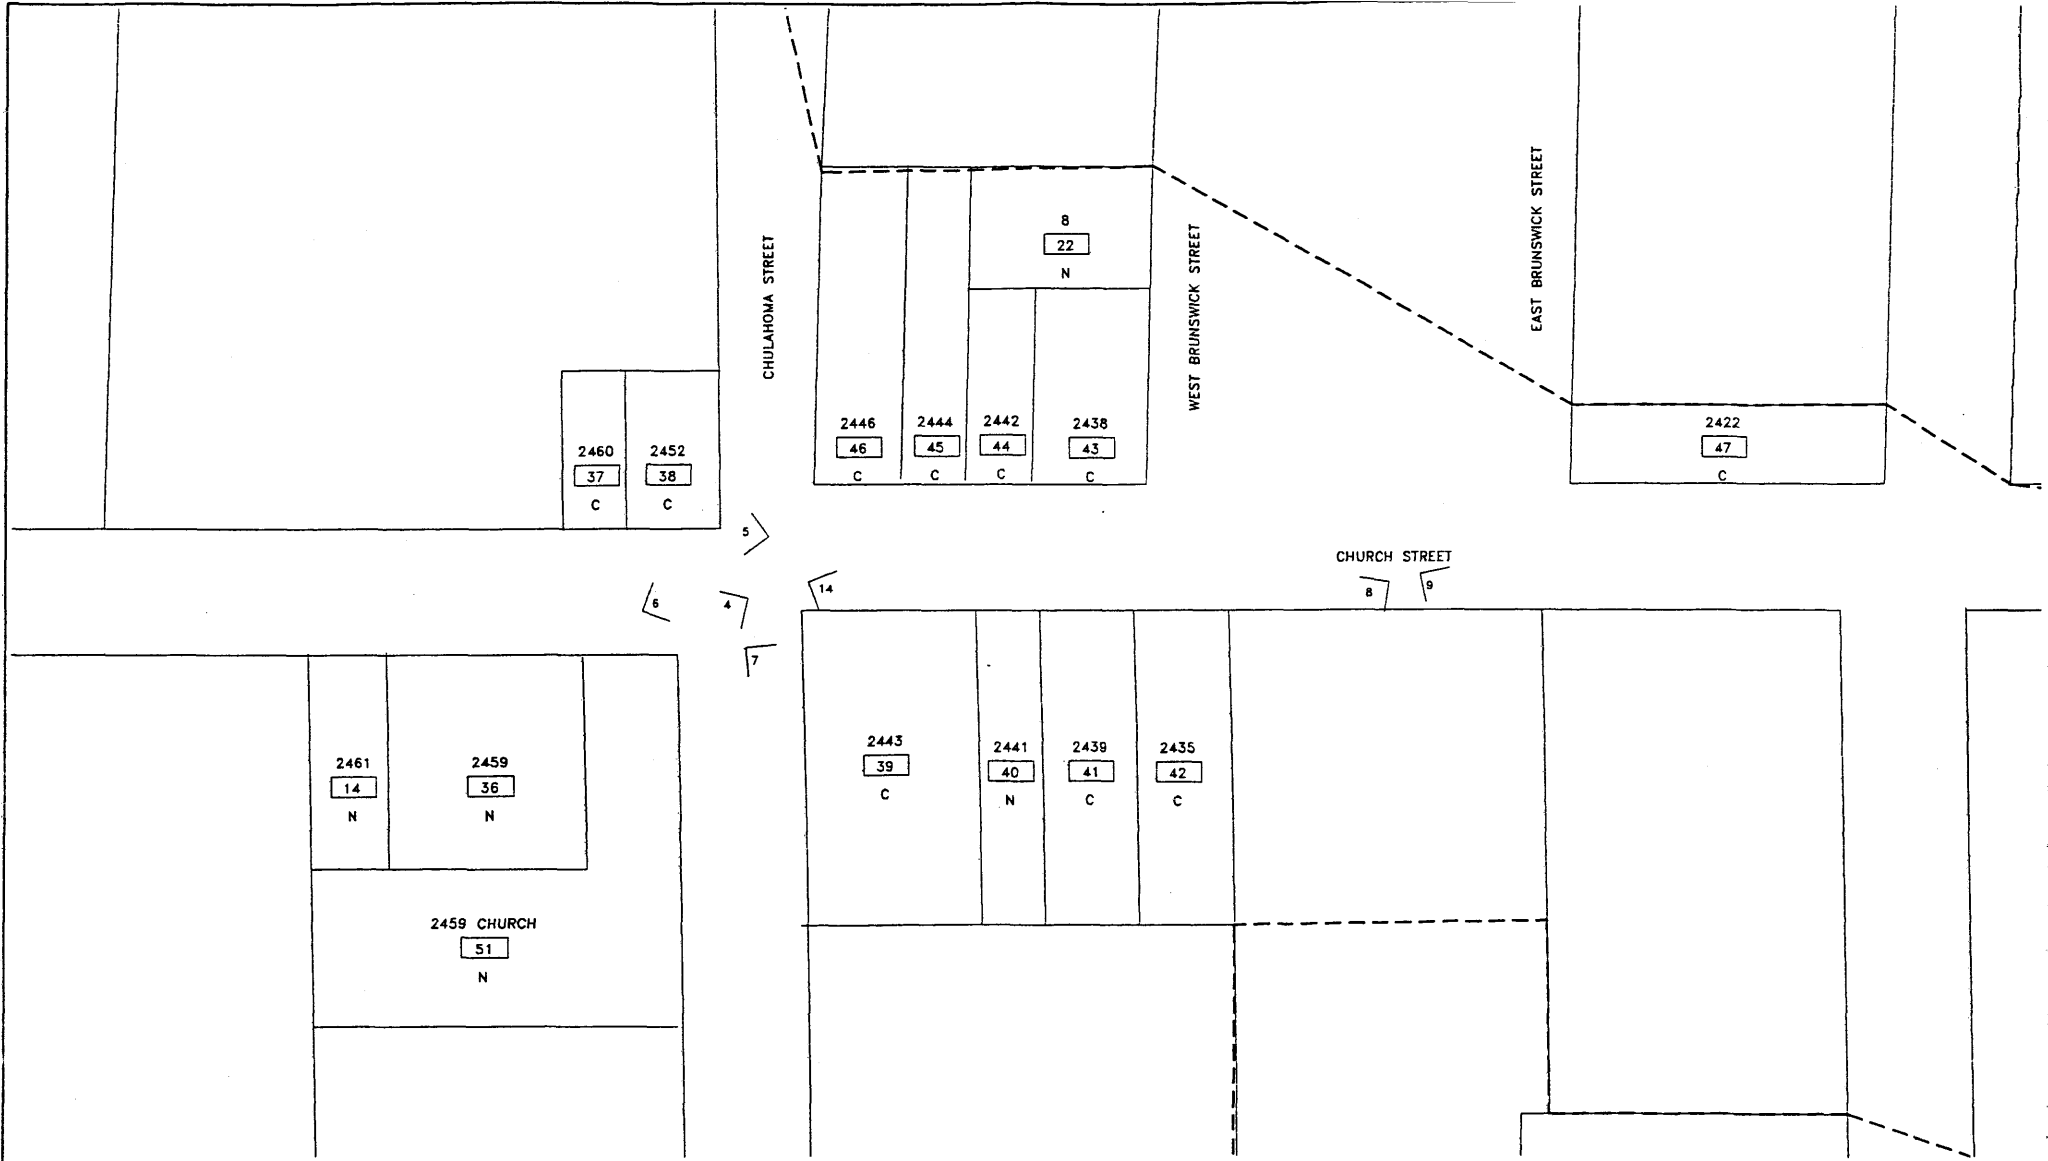 8
22
N
CHULAHOMA STREET
WEST BRUNSWICK STREET
EAST BRUNSWICK STREET
2460
37
C
2452
38
C
2446
46
C
2444
45
C
2442
44
C
2438
43
C
2422
47
C
5
CHURCH STREET
6
4
14
8
9
7
2461
14
N
2459
36
N
2443
39
C
2441
40
N
2439
41
C
2435
42
C
2459 CHURCH
51
N